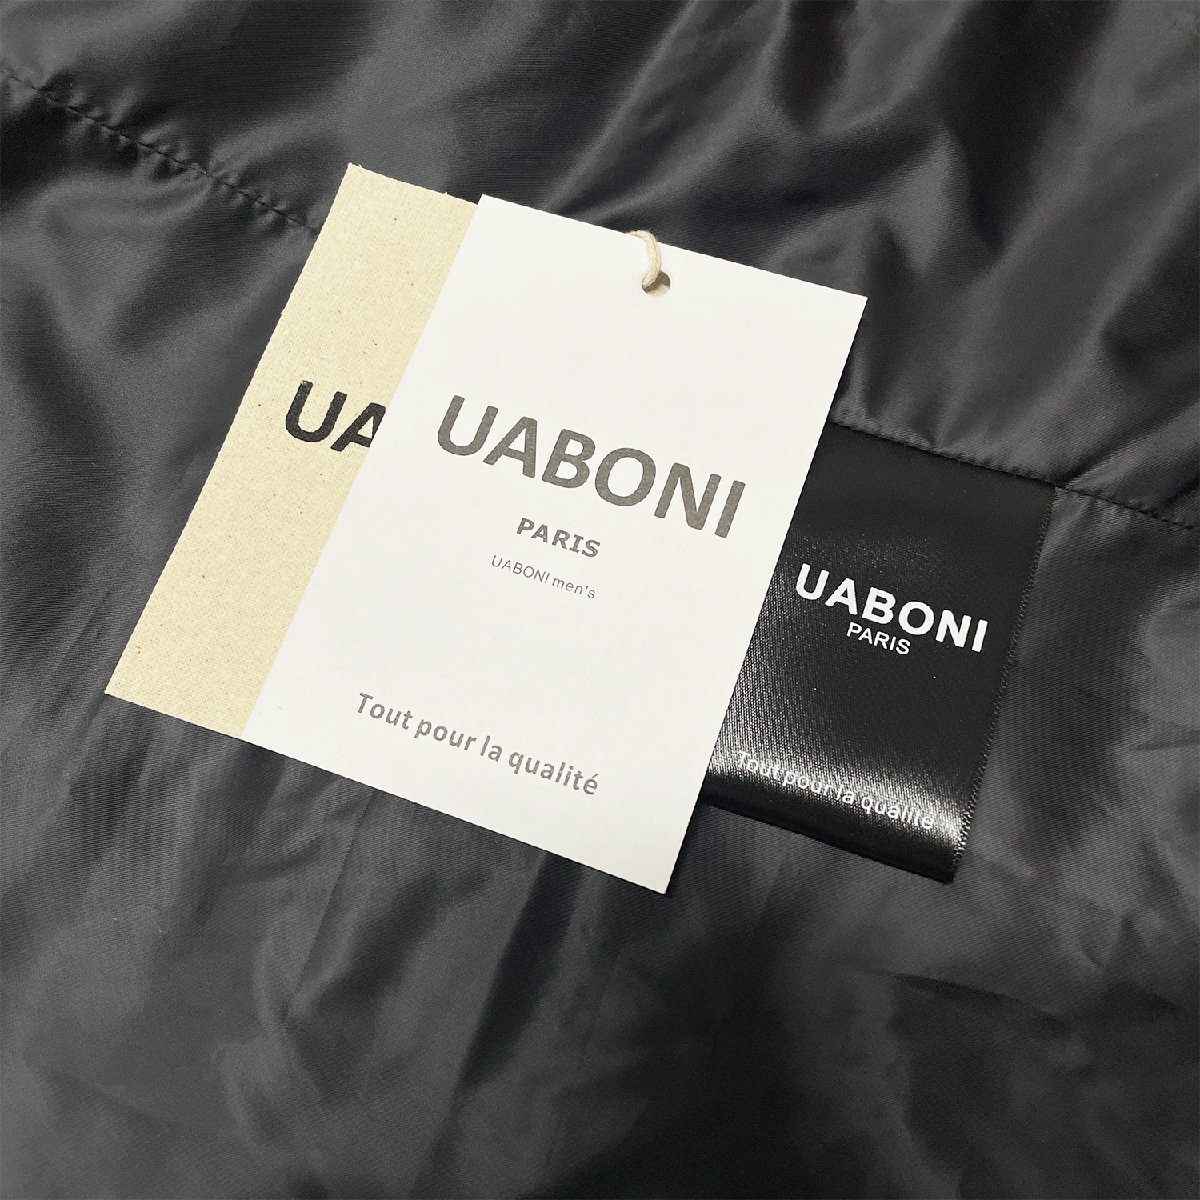 UA
UABONI
PARIS
UABONI men's
Tout pour la qualité
UABONI
PARIS
Tout pour la qualité